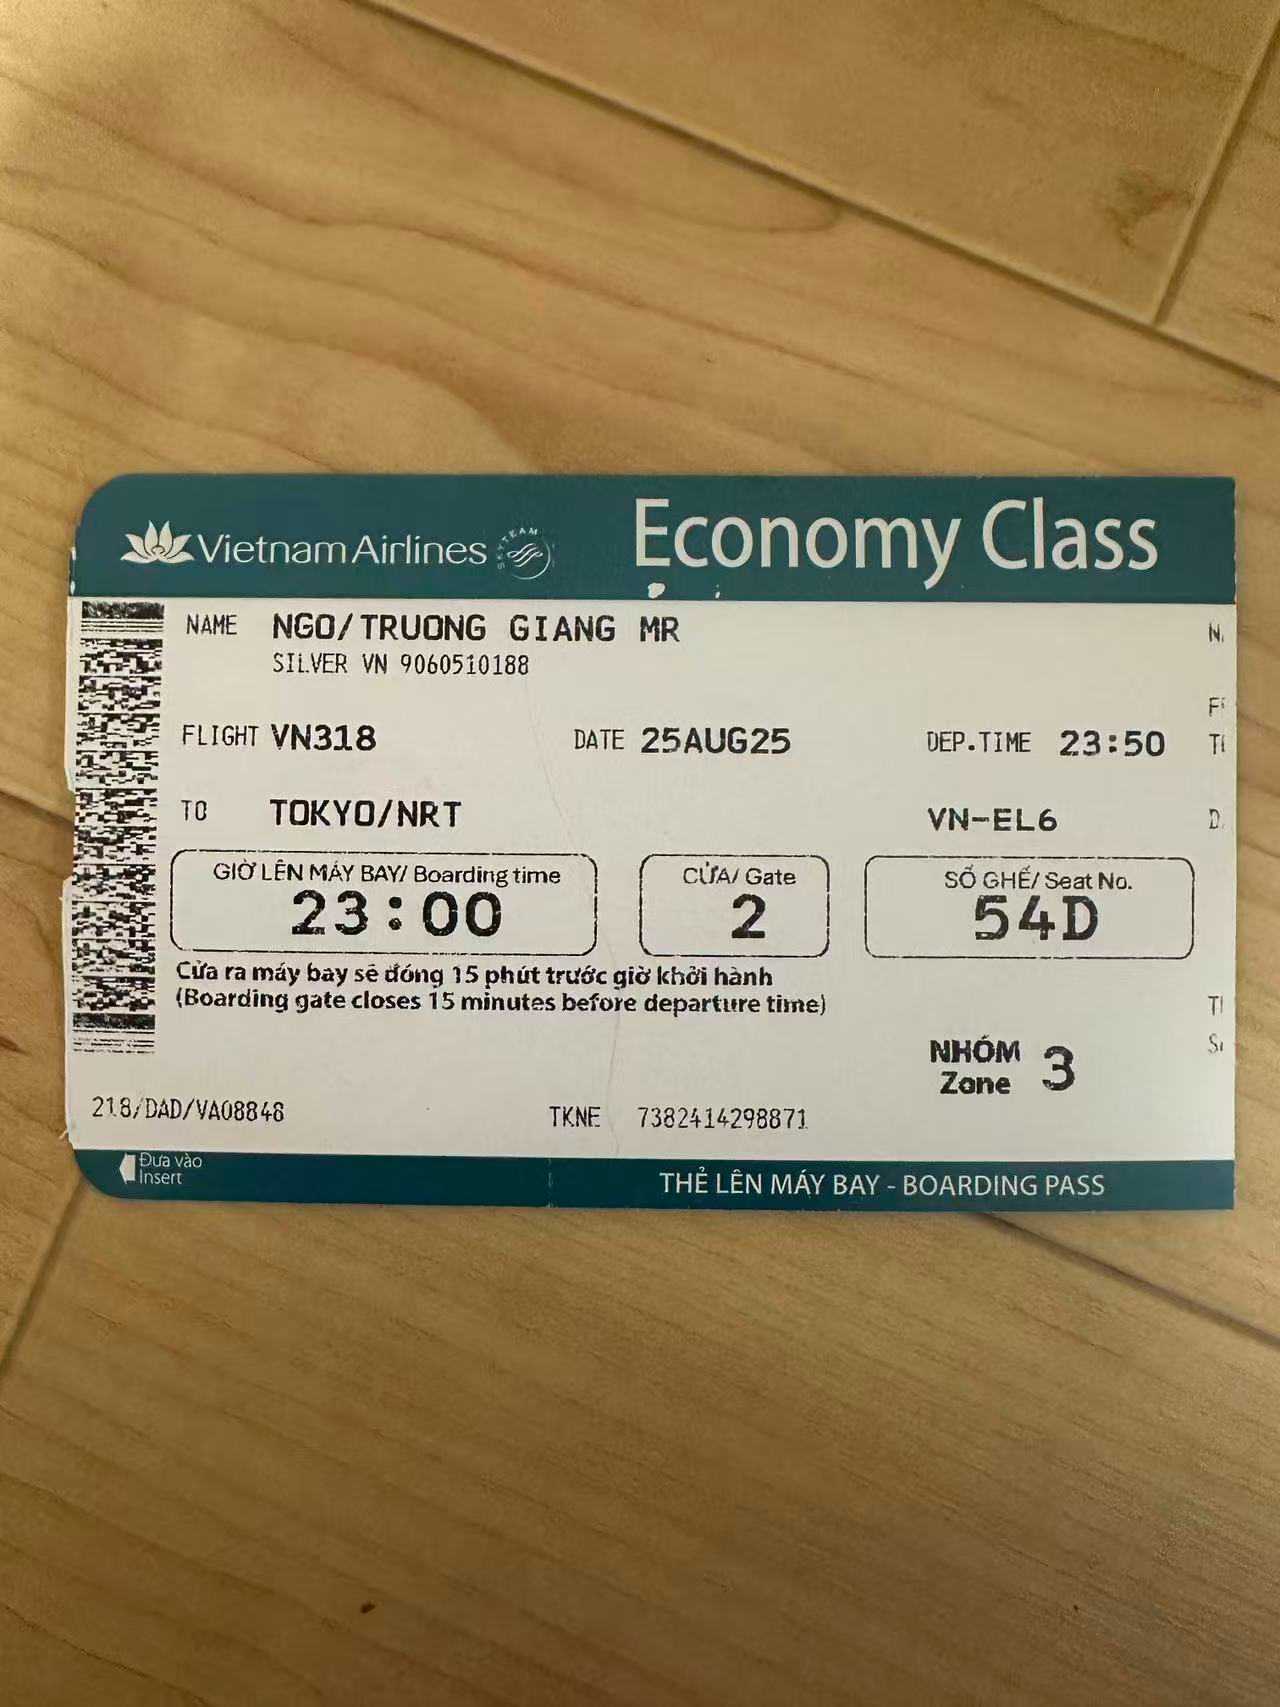 Vietnam Airlines SKYTEAM Economy Class
NAME NGO/TRUONG GIANG MR
SILVER VN 9060510188
FLIGHT VN318 DATE 25AUG25 DEP.TIME 23:50
TO TOKYO/NRT VN-EL6
GIỜ LÊN MÁY BAY/ Boarding time CỬA/ Gate SỐ GHẾ/ Seat No.
23:00 2 54D
Cửa ra máy bay sẽ đóng 15 phút trước giờ khởi hành
(Boarding gate closes 15 minutes before departure time)
NHÓM Zone 3
218/DAD/VA08848 TKNE 7382414298871
Đưa vào
Insert
THẺ LÊN MÁY BAY - BOARDING PASS